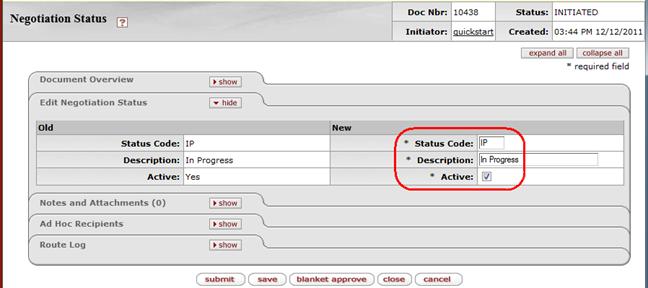 Negotiation Status ?
Doc Nbr: 10438 Status: INITIATED
Initiator: quickstart Created: 03:44 PM 12/12/2011
expand all collapse all
* required field
Document Overview show
Edit Negotiation Status hide
Old New
Status Code: IP * Status Code: IP
Description: In Progress * Description: In Progress
Active: Yes * Active:
Notes and Attachments (0) show
Ad Hoc Recipients show
Route Log show
submit save blanket approve close cancel